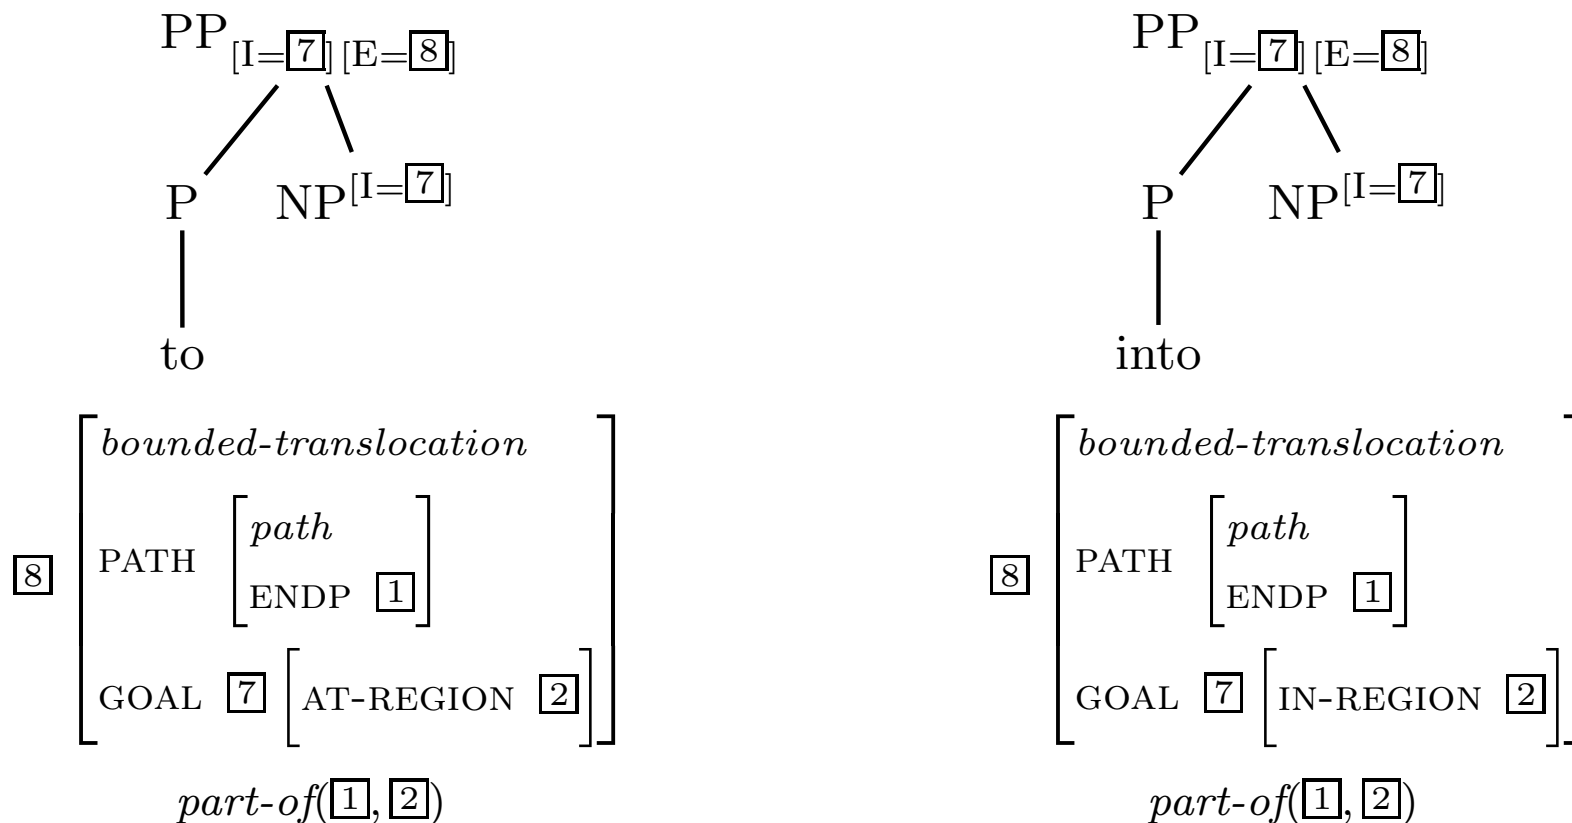 PP[I=7][E=8]
P NP[I=7]
to
8
bounded-translocation
PATH
path
ENDP 1
GOAL 7 AT-REGION 2
part-of(1, 2)
PP[I=7][E=8]
P NP[I=7]
into
8
bounded-translocation
PATH
path
ENDP 1
GOAL 7 IN-REGION 2
part-of(1, 2)